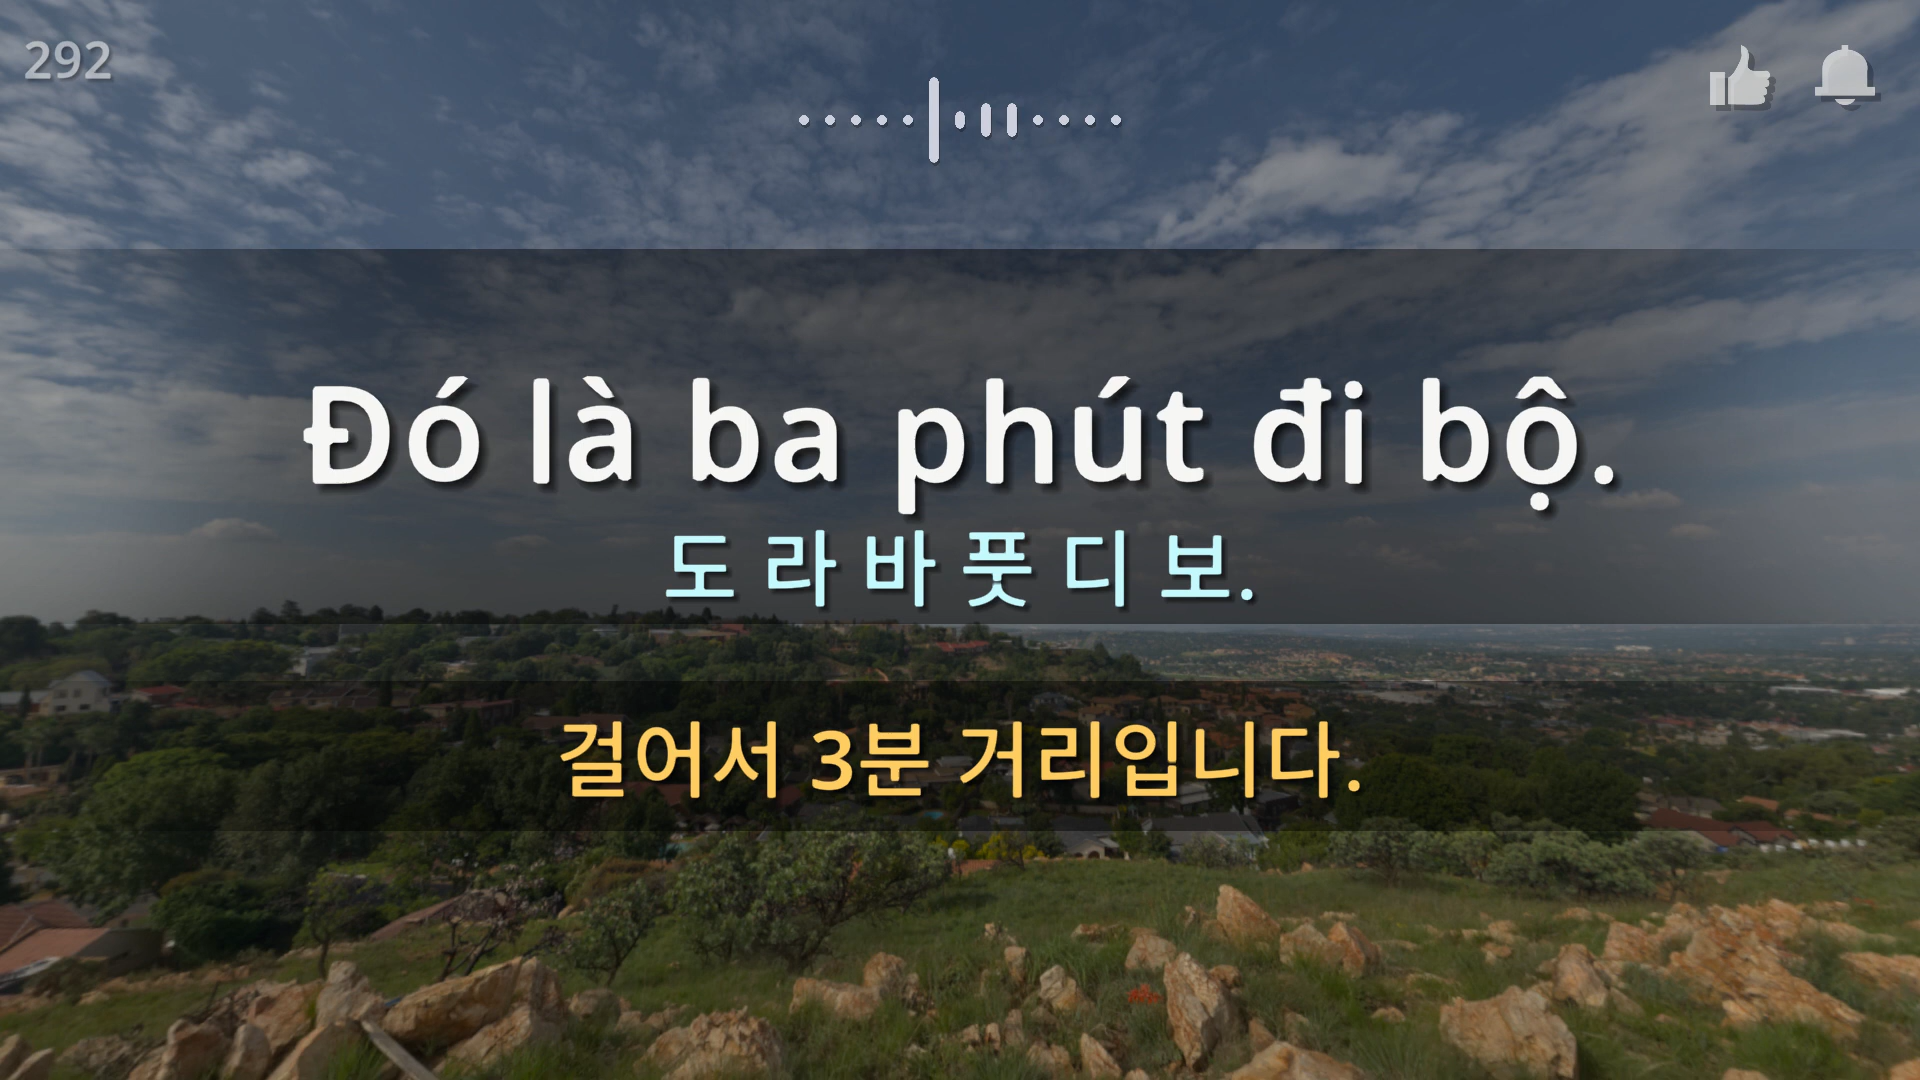 292
Đó là ba phút đi bộ.
도 라 바 풋 디 보.
걸어서 3분 거리입니다.